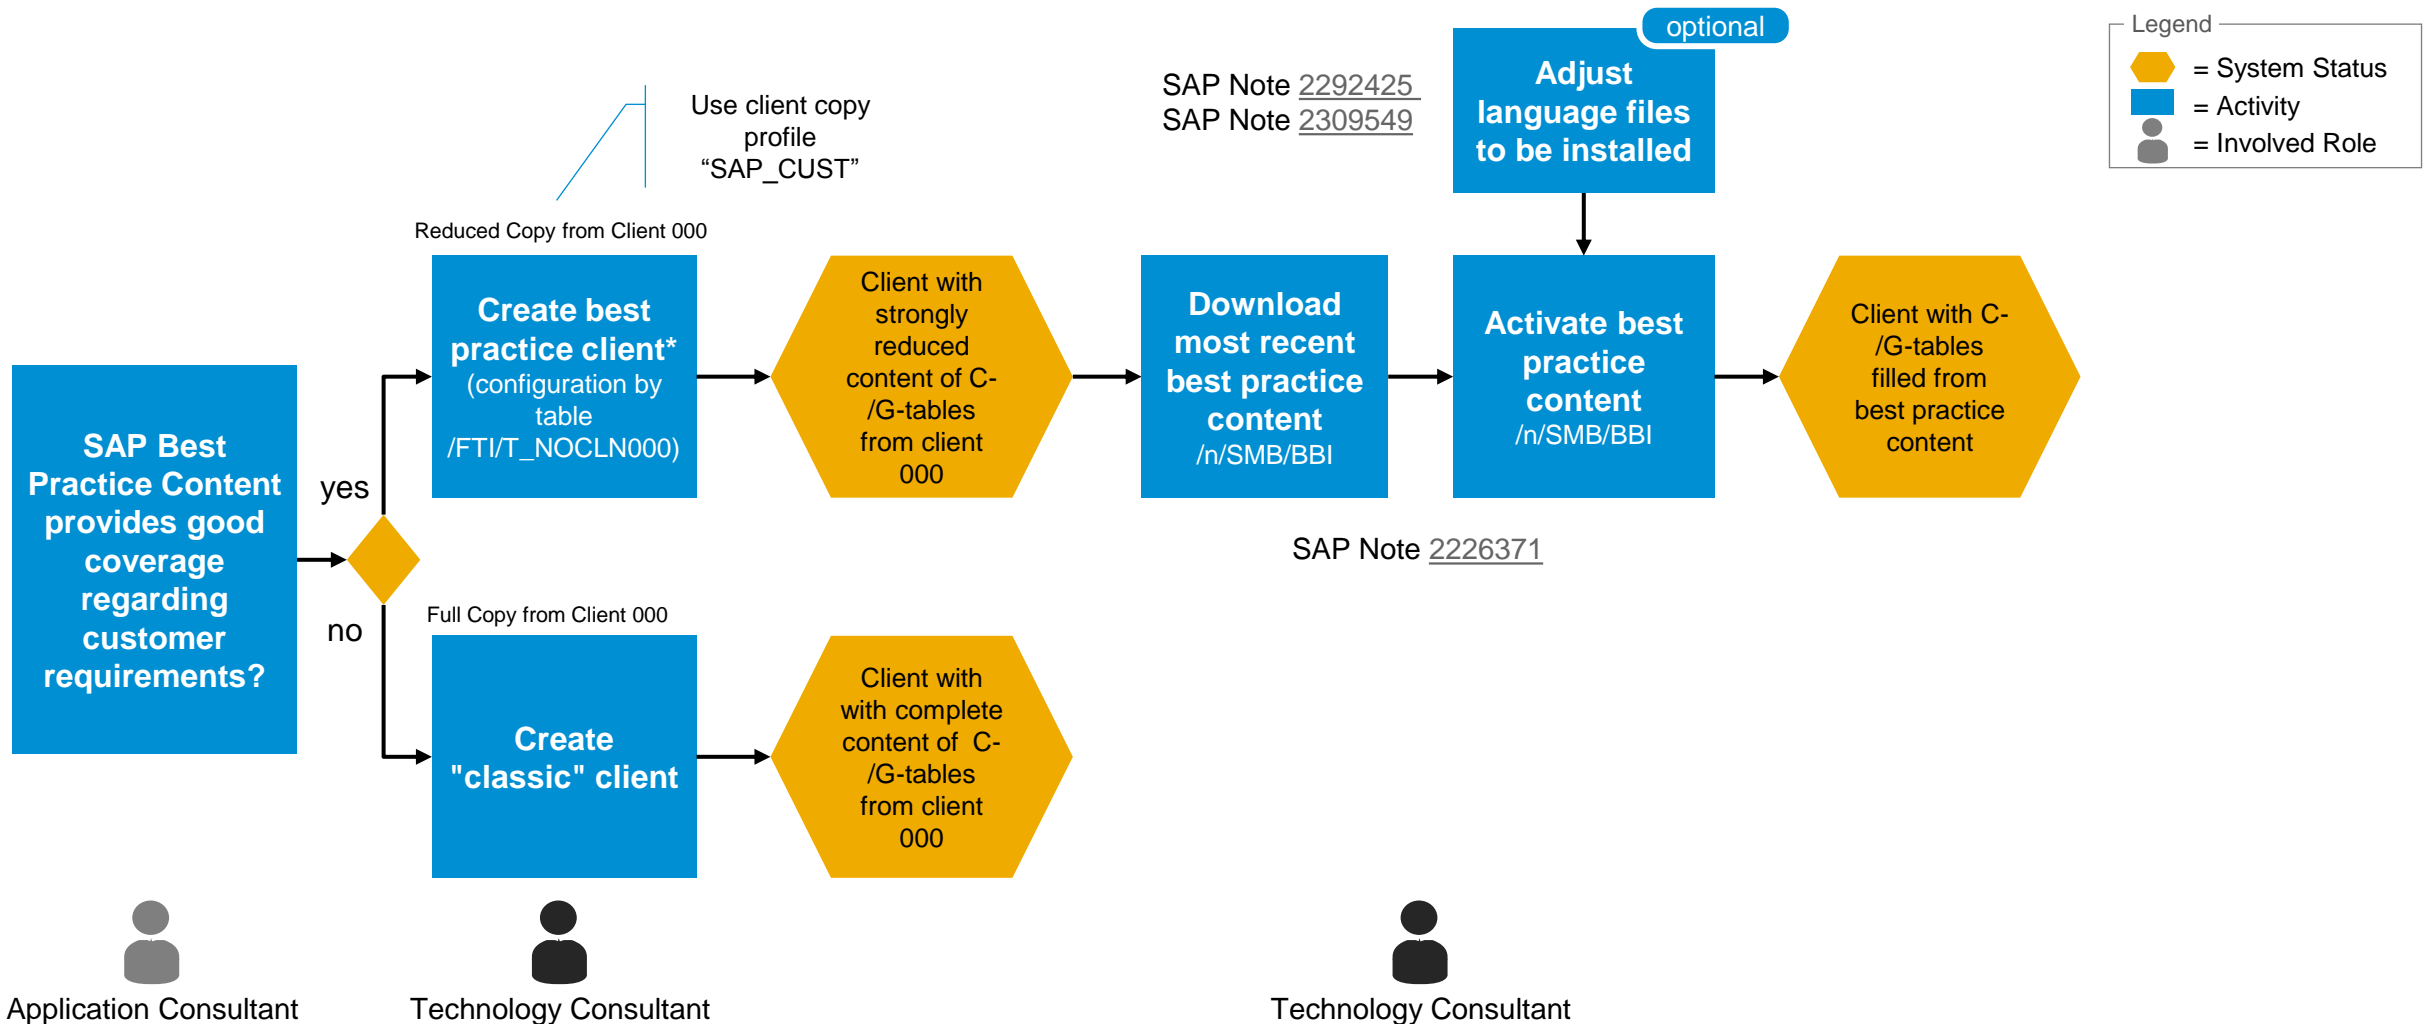 optional
Legend
= System Status
= Activity
= Involved Role
Adjust
language files
to be installed
SAP Note 2292425
SAP Note 2309549
Use client copy
profile
“SAP_CUST”
Reduced Copy from Client 000
Create best
practice client*
(configuration by
table
/FTI/T_NOCLN000)
Client with
strongly
reduced
content of C-
/G-tables
from client
000
Download
most recent
best practice
content
/n/SMB/BBI
Activate best
practice
content
/n/SMB/BBI
Client with C-
/G-tables
filled from
best practice
content
SAP Note 2226371
SAP Best
Practice Content
provides good
coverage
regarding
customer
requirements?
yes
no
Full Copy from Client 000
Create
"classic" client
Client with
with complete
content of  C-
/G-tables
from client
000
Application Consultant
Technology Consultant
Technology Consultant